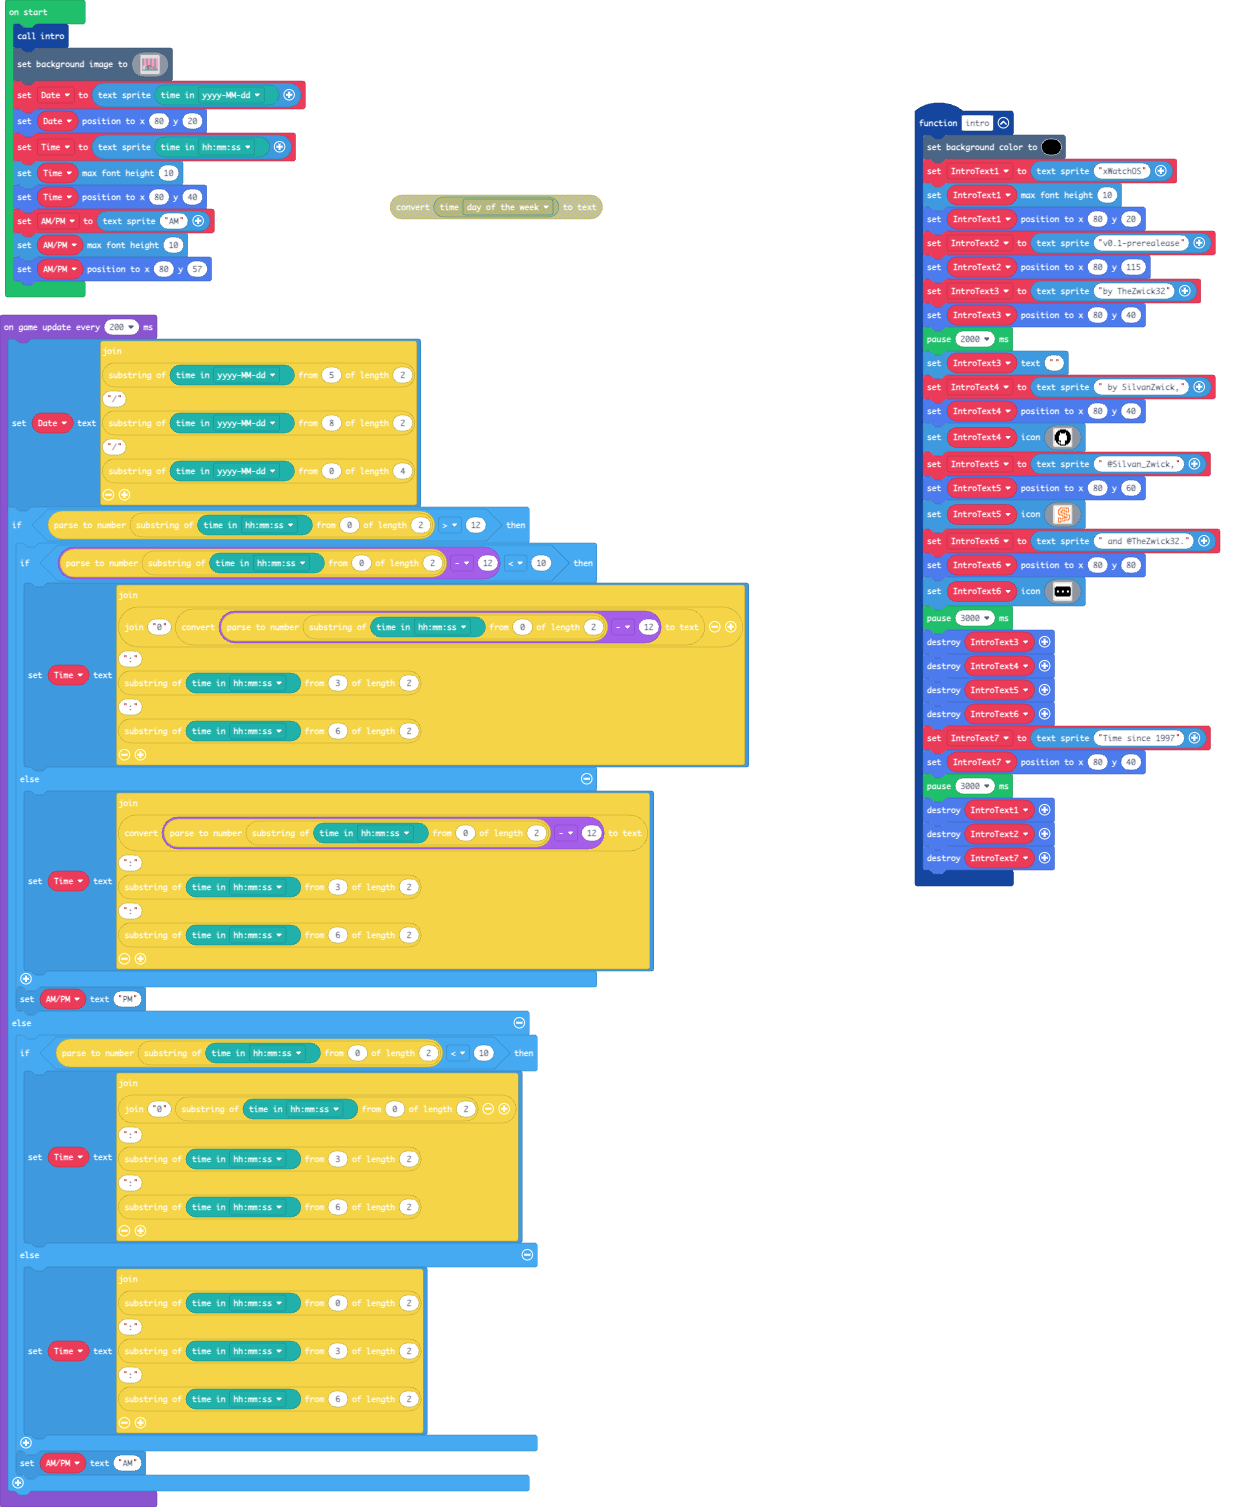 on start
call intro
set background image to
set Date to text sprite time in yyyy-MM-dd
set Date position to x 80 y 20
set Time to text sprite time in hh:mm:ss
set Time max font height 10
set Time position to x 80 y 40
set AM/PM to text sprite "AM"
set AM/PM max font height 10
set AM/PM position to x 80 y 57
convert time day of the week to text
on game update every 200 ms
join
substring of time in yyyy-MM-dd from 5 of length 2
"/"
set Date text substring of time in yyyy-MM-dd from 8 of length 2
"/"
substring of time in yyyy-MM-dd from 0 of length 4
if parse to number substring of time in hh:mm:ss from 0 of length 2 > 12 then
if parse to number substring of time in hh:mm:ss from 0 of length 2 - 12 < 10 then
join
join "0" convert parse to number substring of time in hh:mm:ss from 0 of length 2 - 12 to text
":"
set Time text substring of time in hh:mm:ss from 3 of length 2
":"
substring of time in hh:mm:ss from 6 of length 2
else
join
convert parse to number substring of time in hh:mm:ss from 0 of length 2 - 12 to text
":"
set Time text substring of time in hh:mm:ss from 3 of length 2
":"
substring of time in hh:mm:ss from 6 of length 2
set AM/PM text "PM"
else
if parse to number substring of time in hh:mm:ss from 0 of length 2 < 10 then
join
join "0" substring of time in hh:mm:ss from 0 of length 2
":"
set Time text substring of time in hh:mm:ss from 3 of length 2
":"
substring of time in hh:mm:ss from 6 of length 2
else
join
substring of time in hh:mm:ss from 0 of length 2
":"
set Time text substring of time in hh:mm:ss from 3 of length 2
":"
substring of time in hh:mm:ss from 6 of length 2
set AM/PM text "AM"
function intro
set background color to
set IntroText1 to text sprite "xWatchOS"
set IntroText1 max font height 10
set IntroText1 position to x 80 y 20
set IntroText2 to text sprite "v0.1-prerealease"
set IntroText2 position to x 80 y 115
set IntroText3 to text sprite "by TheZwick32"
set IntroText3 position to x 80 y 40
pause 2000 ms
set IntroText3 text ""
set IntroText4 to text sprite " by SilvanZwick,"
set IntroText4 position to x 80 y 40
set IntroText4 icon
set IntroText5 to text sprite " @Silvan_Zwick,"
set IntroText5 position to x 80 y 60
set IntroText5 icon
set IntroText6 to text sprite " and @TheZwick32."
set IntroText6 position to x 80 y 80
set IntroText6 icon
pause 3000 ms
destroy IntroText3
destroy IntroText4
destroy IntroText5
destroy IntroText6
set IntroText7 to text sprite "Time since 1997"
set IntroText7 position to x 80 y 40
pause 3000 ms
destroy IntroText1
destroy IntroText2
destroy IntroText7